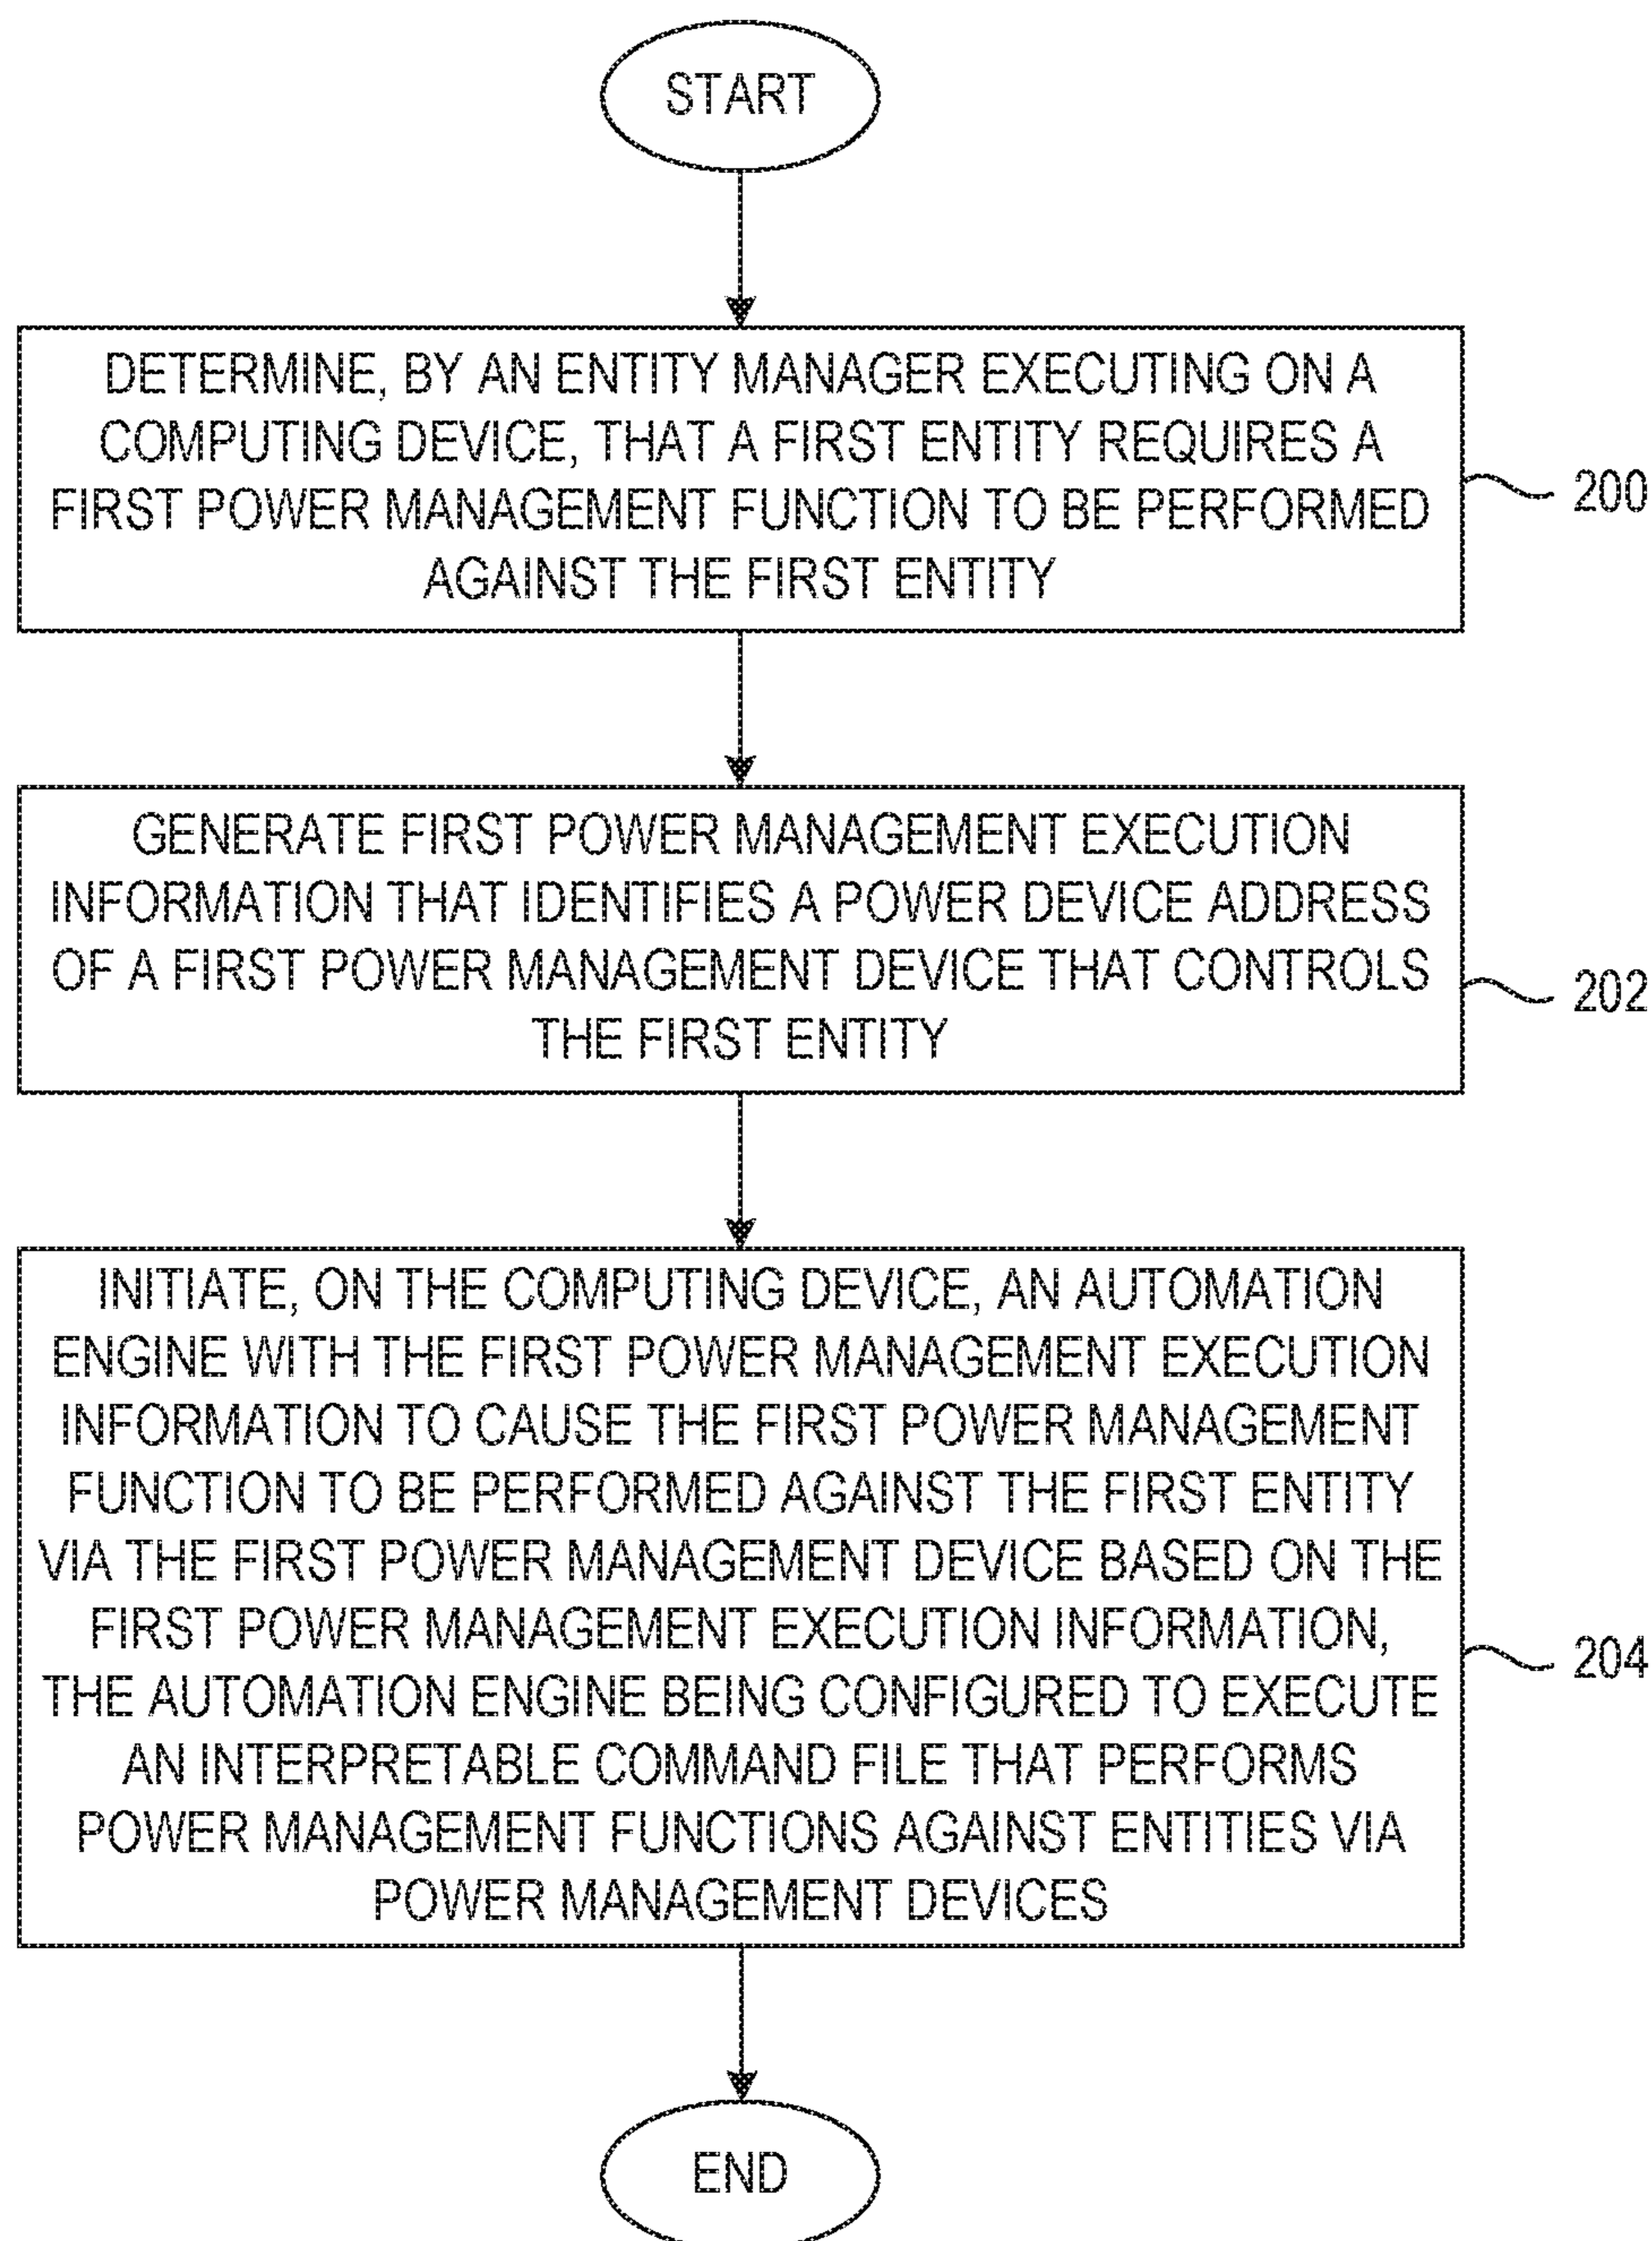 START
DETERMINE, BY AN ENTITY MANAGER EXECUTING ON A
COMPUTING DEVICE, THAT A FIRST ENTITY REQUIRES A
FIRST POWER MANAGEMENT FUNCTION TO BE PERFORMED
AGAINST THE FIRST ENTITY
200
GENERATE FIRST POWER MANAGEMENT EXECUTION
INFORMATION THAT IDENTIFIES A POWER DEVICE ADDRESS
OF A FIRST POWER MANAGEMENT DEVICE THAT CONTROLS
THE FIRST ENTITY
202
INITIATE, ON THE COMPUTING DEVICE, AN AUTOMATION
ENGINE WITH THE FIRST POWER MANAGEMENT EXECUTION
INFORMATION TO CAUSE THE FIRST POWER MANAGEMENT
FUNCTION TO BE PERFORMED AGAINST THE FIRST ENTITY
VIA THE FIRST POWER MANAGEMENT DEVICE BASED ON THE
FIRST POWER MANAGEMENT EXECUTION INFORMATION,
THE AUTOMATION ENGINE BEING CONFIGURED TO EXECUTE
AN INTERPRETABLE COMMAND FILE THAT PERFORMS
POWER MANAGEMENT FUNCTIONS AGAINST ENTITIES VIA
POWER MANAGEMENT DEVICES
204
END